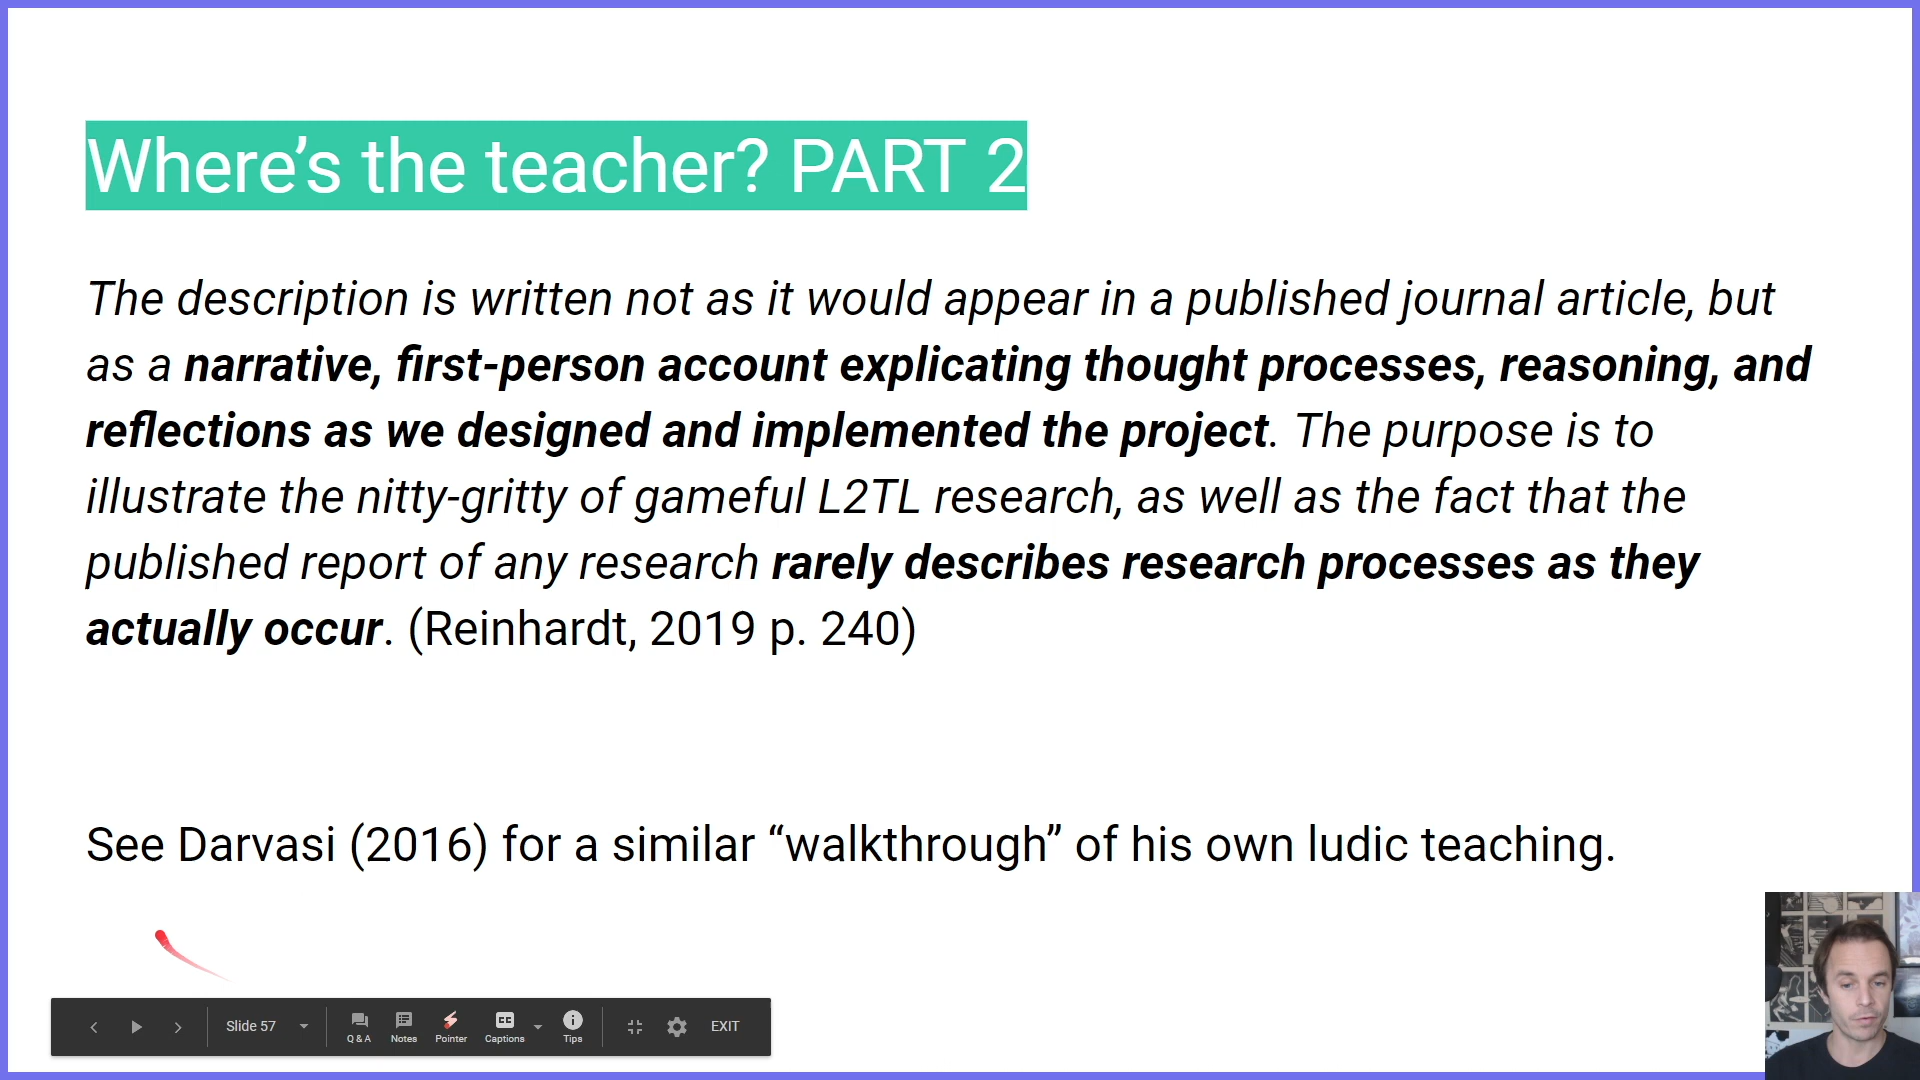 Where’s the teacher? PART 2
The description is written not as it would appear in a published journal article, but
as a narrative, first-person account explicating thought processes, reasoning, and
reflections as we designed and implemented the project. The purpose is to
illustrate the nitty-gritty of gameful L2TL research, as well as the fact that the
published report of any research rarely describes research processes as they
actually occur. (Reinhardt, 2019 p. 240)
See Darvasi (2016) for a similar “walkthrough” of his own ludic teaching.
Slide 57
Q & A
Notes
Pointer
CC
Captions
Tips
EXIT